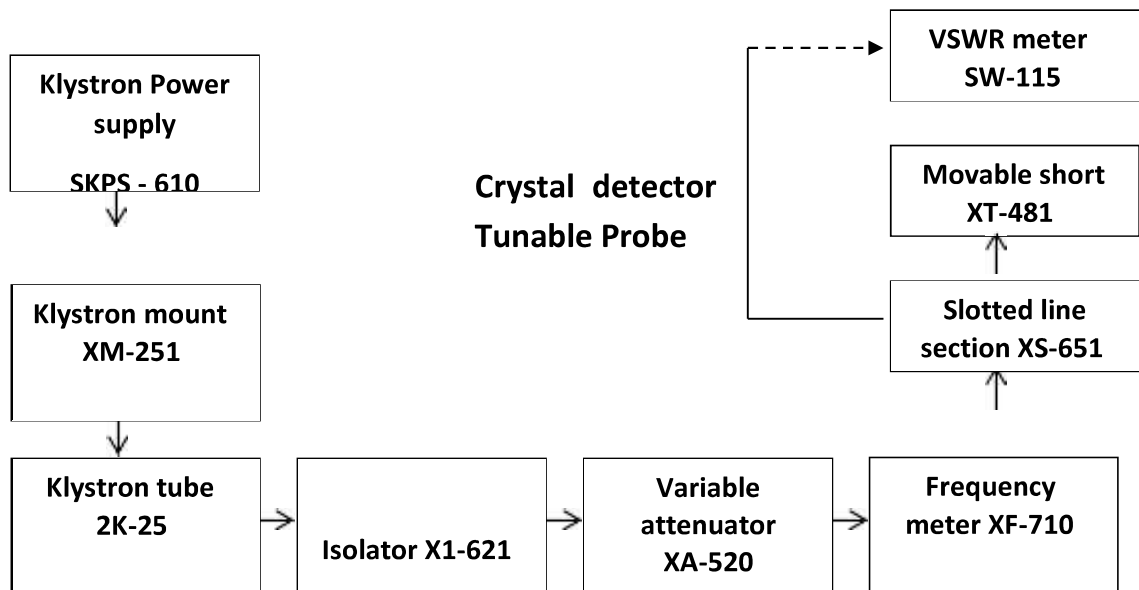 Klystron Power
supply
SKPS - 610
VSWR meter
SW-115
Crystal detector
Tunable Probe
Movable short
XT-481
Klystron mount
XM-251
Slotted line
section XS-651
Klystron tube
2K-25
Isolator X1-621
Variable
attenuator
XA-520
Frequency
meter XF-710